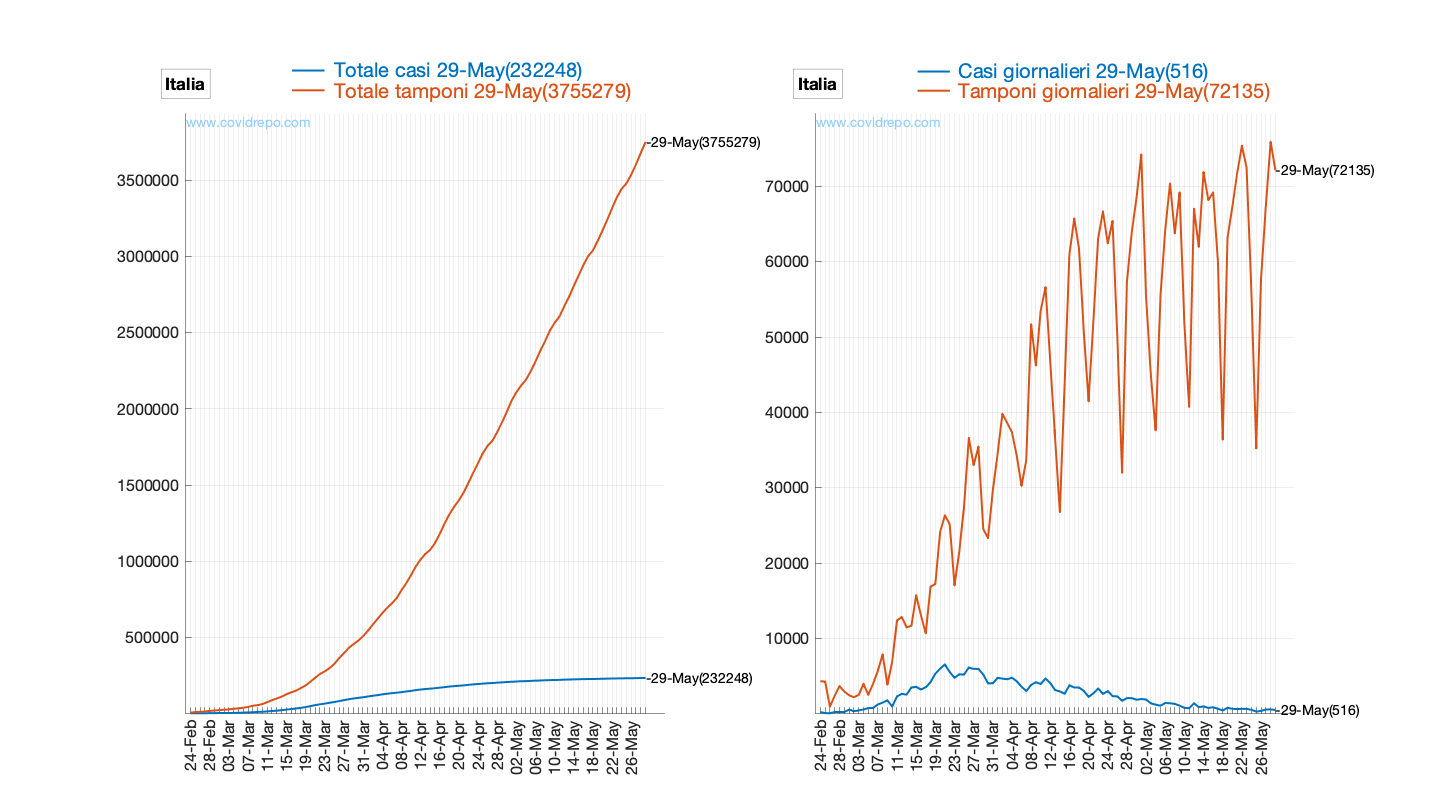 Italia
Totale casi 29-May(232248)
Totale tamponi 29-May(3755279)
www.covidrepo.com
29-May(3755279)
3500000
3000000
2500000
2000000
1500000
1000000
500000
29-May(232248)
24-Feb
28-Feb
03-Mar
07-Mar
11-Mar
15-Mar
19-Mar
23-Mar
27-Mar
31-Mar
04-Apr
08-Apr
12-Apr
16-Apr
20-Apr
24-Apr
28-Apr
02-May
06-May
10-May
14-May
18-May
22-May
26-May
Italia
Casi giornalieri 29-May(516)
Tamponi giornalieri 29-May(72135)
www.covidrepo.com
29-May(72135)
70000
60000
50000
40000
30000
20000
10000
29-May(516)
24-Feb
28-Feb
03-Mar
07-Mar
11-Mar
15-Mar
19-Mar
23-Mar
27-Mar
31-Mar
04-Apr
08-Apr
12-Apr
16-Apr
20-Apr
24-Apr
28-Apr
02-May
06-May
10-May
14-May
18-May
22-May
26-May